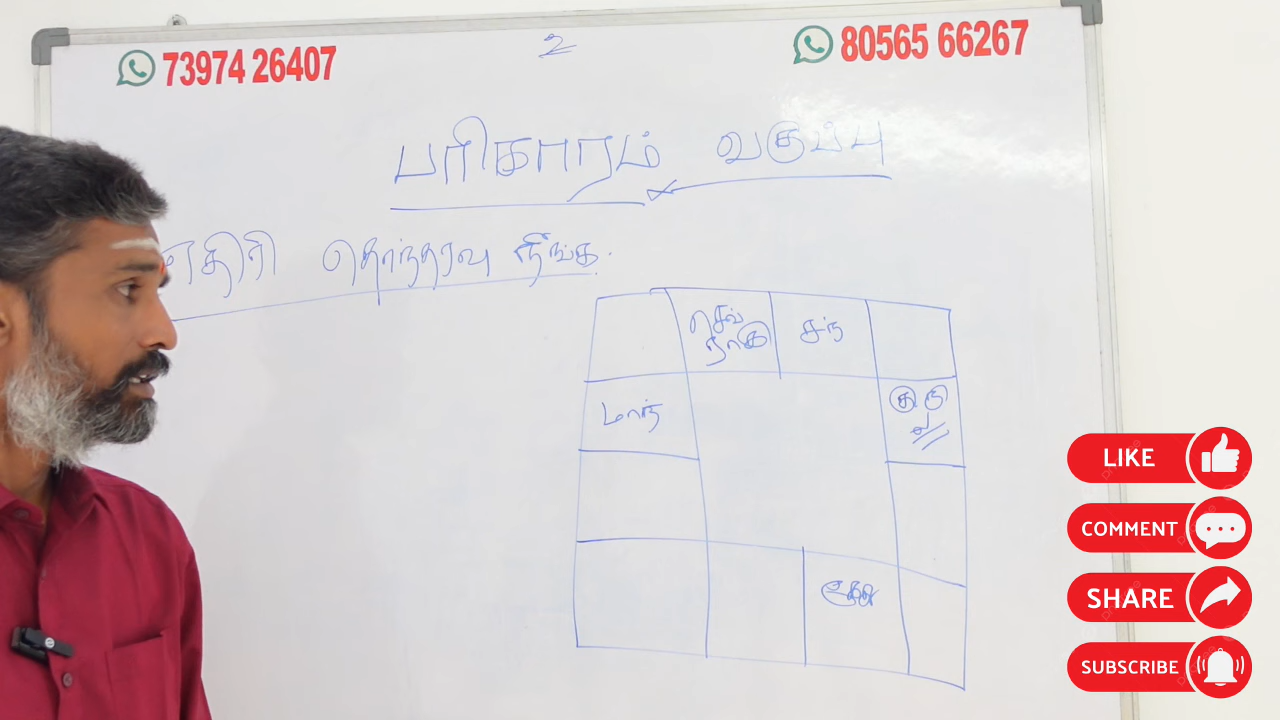 73974 26407
2
80565 66267
பரிகாரம் வகுப்பு
எதிரி தொந்தரவு நீங்க.
செவ்
ராகு
சந்
மாந்
குரு
வ
LIKE
COMMENT
SHARE
SUBSCRIBE